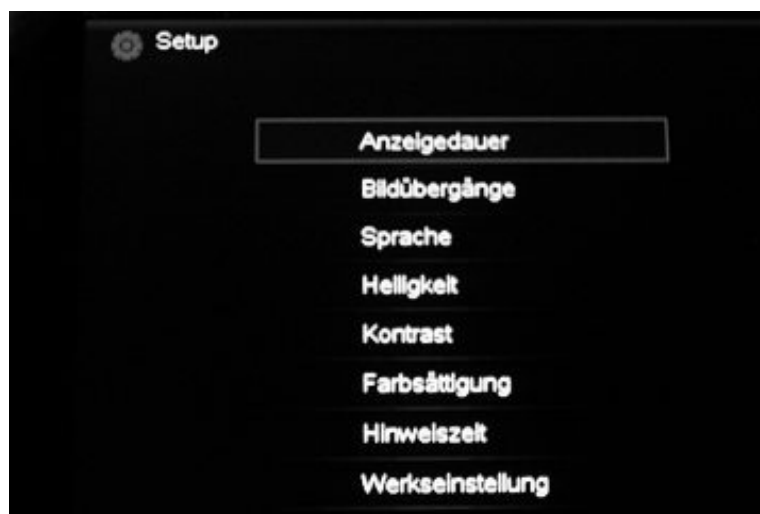 Setup
Anzeigedauer
Bildübergänge
Sprache
Helligkeit
Kontrast
Farbsättigung
Hinweiszeit
Werkseinstellung